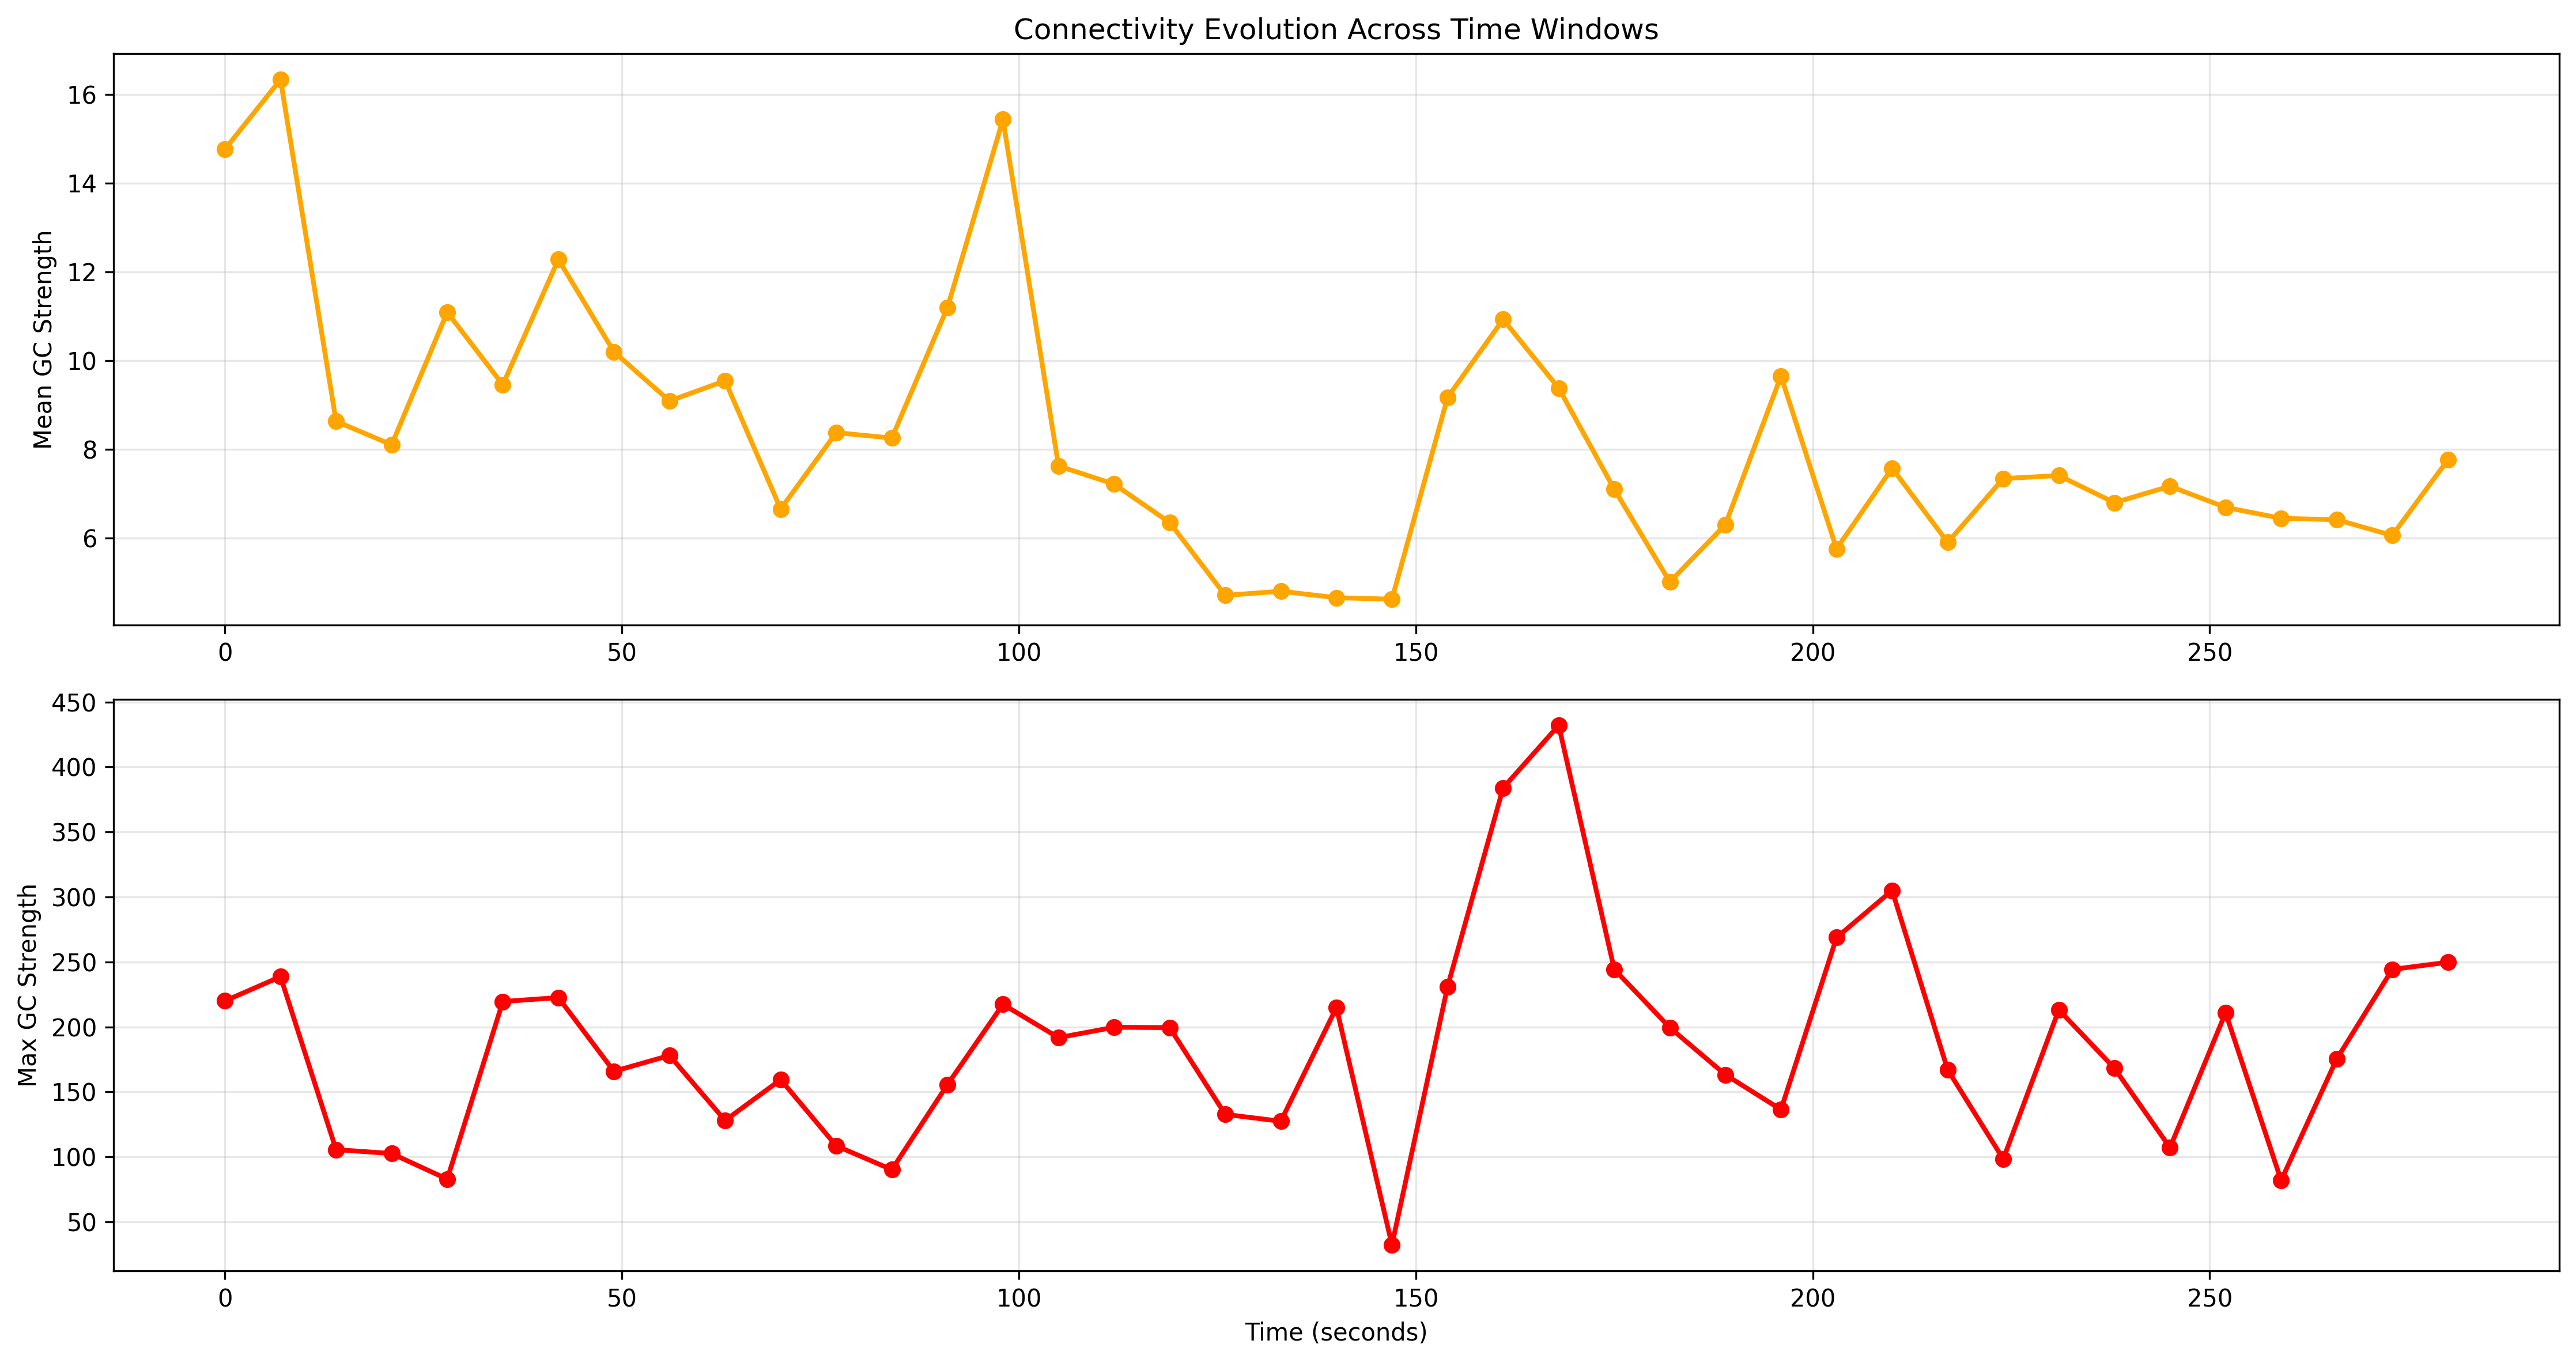 Connectivity Evolution Across Time Windows
Mean GC Strength
16
14
12
10
8
6
0 50 100 150 200 250
Max GC Strength
450
400
350
300
250
200
150
100
50
0 50 100 150 200 250
Time (seconds)